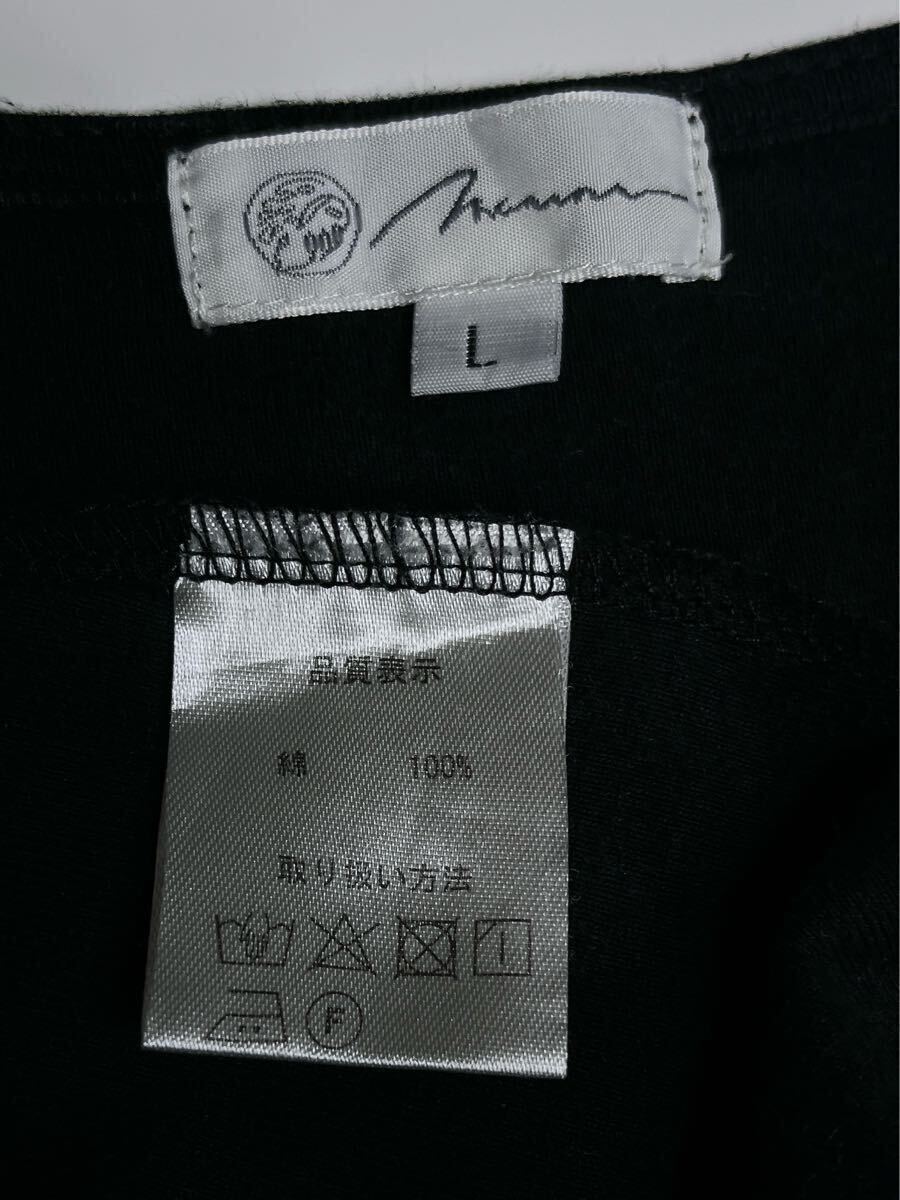 L
品質表示
綿 100%
取り扱い方法
F